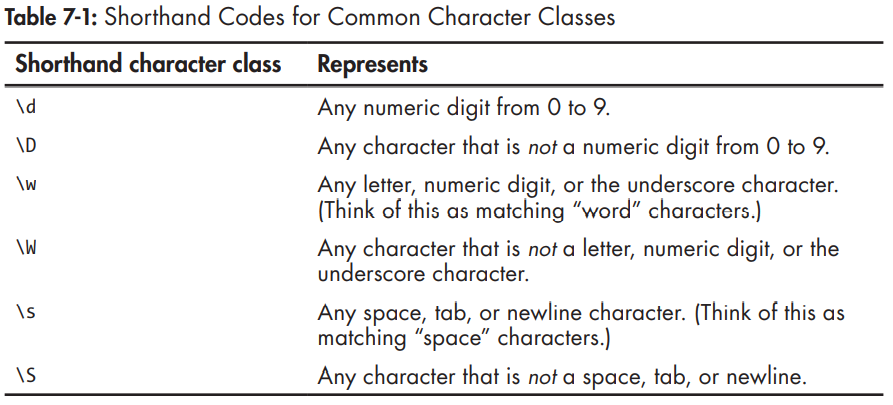 Table 7-1: Shorthand Codes for Common Character Classes
Shorthand character class Represents
\d Any numeric digit from 0 to 9.
\D Any character that is not a numeric digit from 0 to 9.
\w Any letter, numeric digit, or the underscore character.
(Think of this as matching “word” characters.)
\W Any character that is not a letter, numeric digit, or the
underscore character.
\s Any space, tab, or newline character. (Think of this as
matching “space” characters.)
\S Any character that is not a space, tab, or newline.